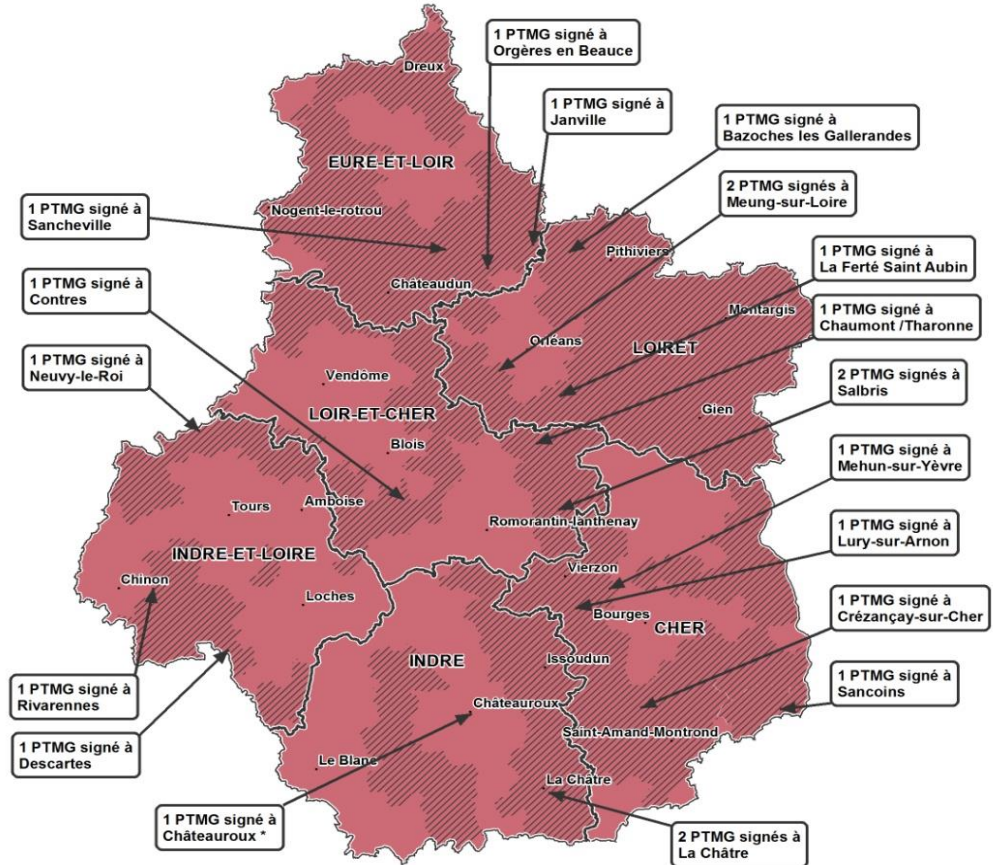 1 PTMG signé à
Orgères en Beauce
Dreux
1 PTMG signé à
Janville
1 PTMG signé à
Bazoches les Gallerandes
EURE-ET-LOIR
2 PTMG signés à
Meung-sur-Loire
1 PTMG signé à
Sancheville
Nogent-le-rotrou
Pithiviers
1 PTMG signé à
La Ferté Saint Aubin
1 PTMG signé à
Contres
Châteaudun
Montargis
1 PTMG signé à
Chaumont /Tharonne
Orléans
LOIRET
1 PTMG signé à
Neuvy-le-Roi
Vendôme
2 PTMG signés à
Salbris
LOIR-ET-CHER
Gien
Blois
1 PTMG signé à
Mehun-sur-Yèvre
Tours
Amboise
Romorantin-lanthenay
1 PTMG signé à
Lury-sur-Arnon
INDRE-ET-LOIRE
Vierzon
Chinon
Loches
Bourges
CHER
1 PTMG signé à
Crézançay-sur-Cher
INDRE
Issoudun
1 PTMG signé à
Sancoins
1 PTMG signé à
Rivarennes
Châteauroux
Saint-Amand-Montrond
1 PTMG signé à
Descartes
Le Blanc
La Châtre
1 PTMG signé à
Châteauroux *
2 PTMG signés à
La Châtre